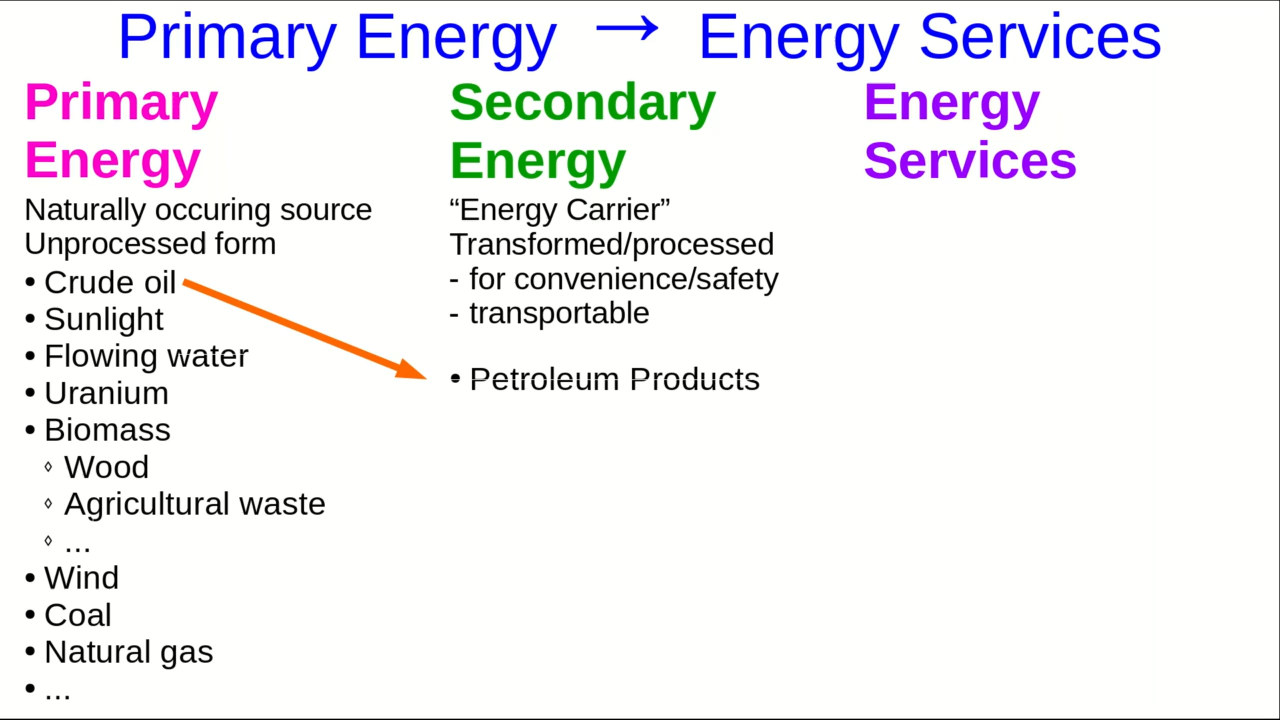 Primary Energy → Energy Services
Primary
Energy
Naturally occuring source
Unprocessed form
• Crude oil
• Sunlight
• Flowing water
• Uranium
• Biomass
◊ Wood
◊ Agricultural waste
◊ ...
• Wind
• Coal
• Natural gas
• ...
Secondary
Energy
“Energy Carrier”
Transformed/processed
- for convenience/safety
- transportable
• Petroleum Products
Energy
Services